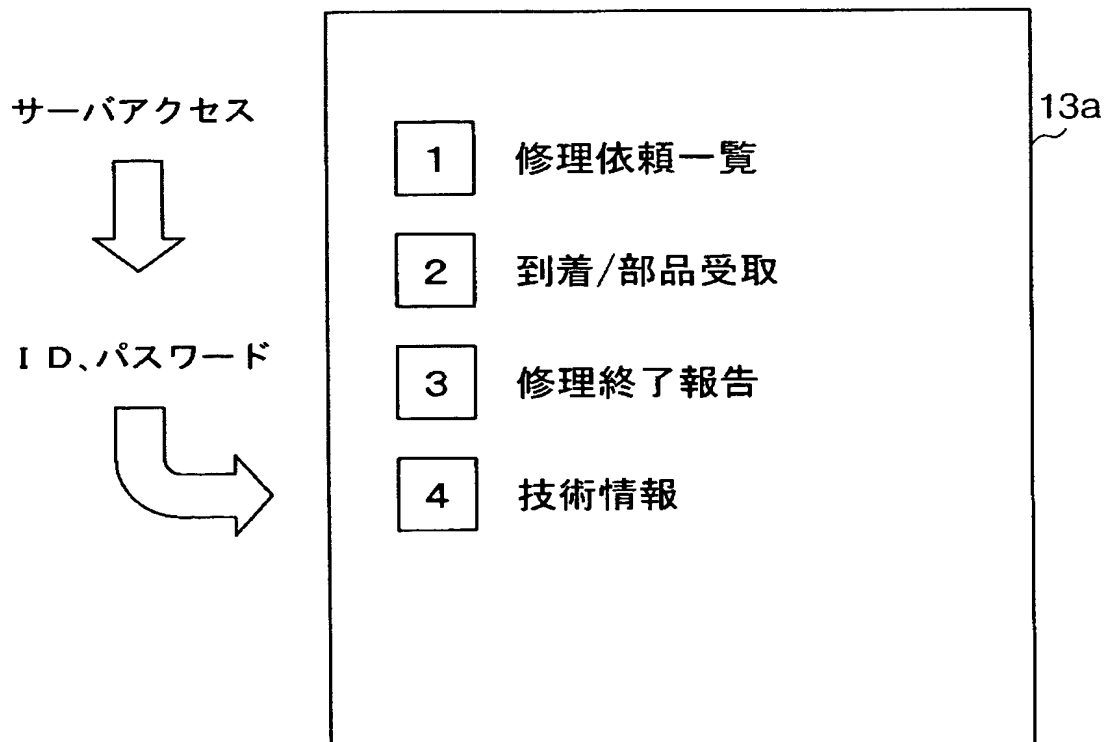 サーバアクセス
ID、パスワード
13a
1 修理依頼一覧
2 到着/部品受取
3 修理終了報告
4 技術情報